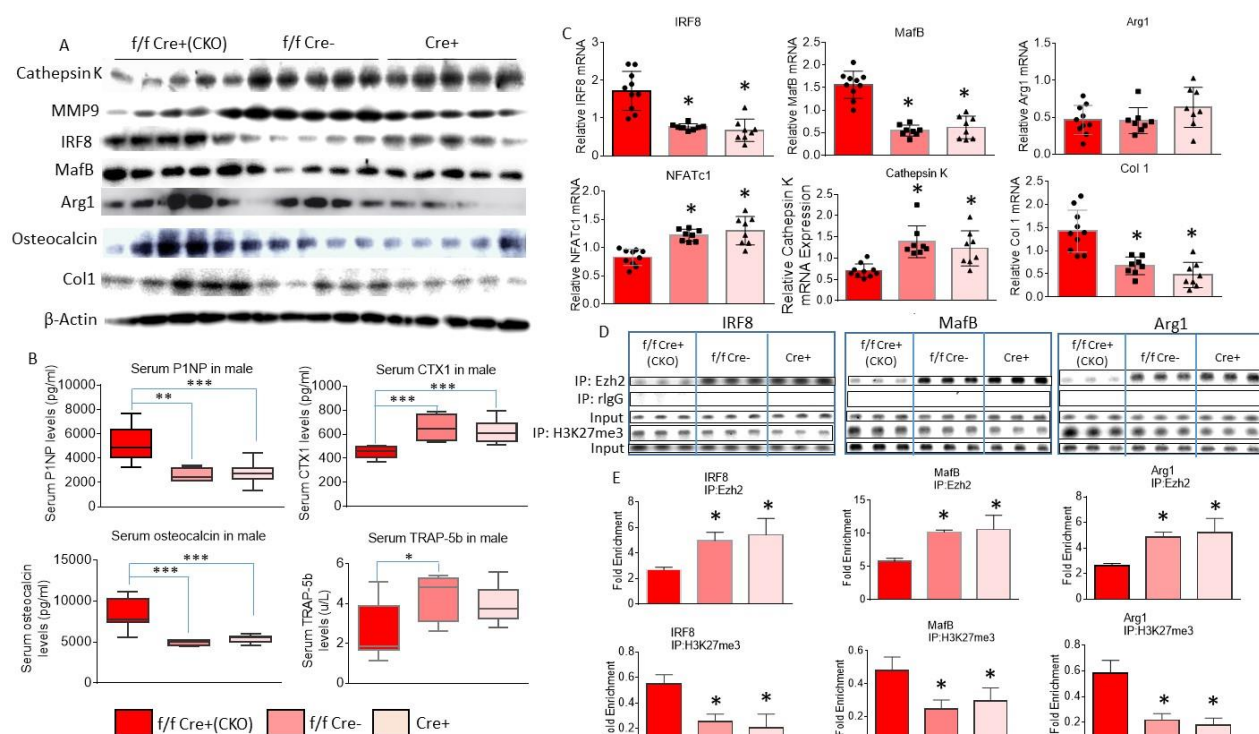 A
f/f Cre+(CKO)
f/f Cre-
Cre+
Cathepsin K
MMP9
IRF8
MafB
Arg1
Osteocalcin
Col1
β-Actin
B
Serum P1NP in male
Serum P1NP levels (pg/ml)
10000
8000
6000
4000
2000
0
***
**
Serum CTX1 in male
Serum CTX1 levels (pg/ml)
1000
800
600
400
200
0
***
***
Serum osteocalcin in male
Serum osteocalcin
levels (pg/ml)
15000
10000
5000
0
***
***
Serum TRAP-5b in male
Serum TRAP-5b
levels (u/L)
6
4
2
0
*
f/f Cre+(CKO)
f/f Cre-
Cre+
C
IRF8
Relative IRF8 mRNA
3
2
1
0
*
*
MafB
Relative MafB mRNA
2.5
2.0
1.5
1.0
0.5
0.0
*
*
Arg1
Relative Arg1 mRNA
1.5
1.0
0.5
0.0
NFATc1
Relative NFATc1 mRNA
2.0
1.5
1.0
0.5
0.0
*
*
Cathepsin K
Relative Cathepsin K
mRNA Expression
2.5
2.0
1.5
1.0
0.5
0.0
*
*
Col 1
Relative Col 1 mRNA
2.5
2.0
1.5
1.0
0.5
0.0
*
*
D
IRF8
MafB
Arg1
f/f Cre+
(CKO)
f/f Cre-
Cre+
f/f Cre+
(CKO)
f/f Cre-
Cre+
f/f Cre+
(CKO)
f/f Cre-
Cre+
IP: Ezh2
IP: rIgG
Input
IP: H3K27me3
Input
E
IRF8
IP:Ezh2
Fold Enrichment
8
6
4
2
0
*
*
MafB
IP:Ezh2
Fold Enrichment
15
10
5
0
*
*
Arg1
IP:Ezh2
Fold Enrichment
8
6
4
2
0
*
*
IRF8
IP:H3K27me3
Fold Enrichment
0.8
0.6
0.4
0.2
*
*
MafB
IP:H3K27me3
Fold Enrichment
0.6
0.4
0.2
*
*
Arg1
IP:H3K27me3
Fold Enrichment
0.8
0.6
0.4
0.2
*
*